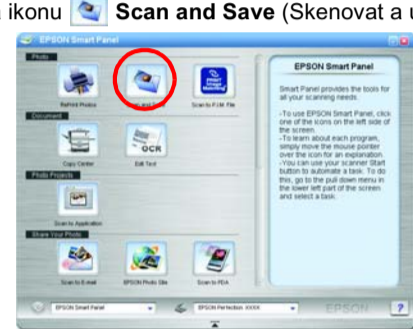 ikonu Scan and Save (Skenovat a u
EPSON Smart Panel
Photo
Reprint Photos
Scan and Save
Scan to P.I.M. File
Document
OCR
Copy Center
Edit Text
Photo Projects
Scan to Application
Share Your Photo
Scan to E-mail
EPSON Photo Site
Scan to PDA
EPSON Smart Panel
Smart Panel provides the tools for
all your scanning needs.
-To use EPSON Smart Panel, click
one of the icons on the left side of
the screen.
-To learn about each program,
simply move the mouse pointer
over the icon for an explanation.
-You can use your scanner Start
button to automate a task. To do
this, go to the pull down menu in
the lower left part of the screen
and select a task.
EPSON Smart Panel
EPSON Perfection XXXX
EPSON
?